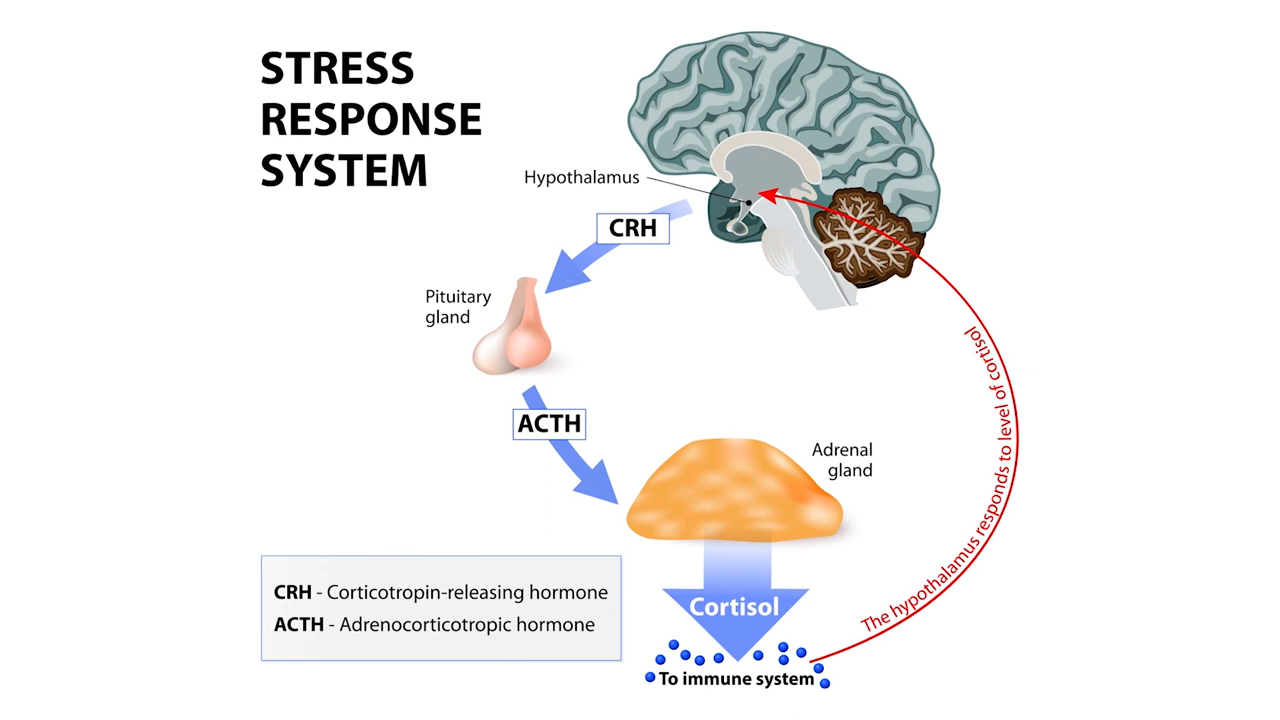 STRESS
RESPONSE
SYSTEM
Hypothalamus
CRH
Pituitary
gland
ACTH
Adrenal
gland
Cortisol
To immune system
The hypothalamus responds to level of cortisol
CRH - Corticotropin-releasing hormone
ACTH - Adrenocorticotropic hormone